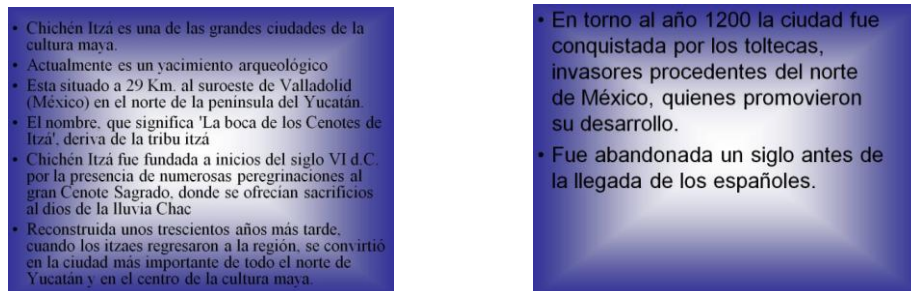 • Chichén Itzá es una de las grandes ciudades de la
cultura maya.
• Actualmente es un yacimiento arqueológico
• Esta situado a 29 Km. al suroeste de Valladolid
(México) en el norte de la península del Yucatán.
• El nombre, que significa 'La boca de los Cenotes de
Itzá', deriva de la tribu itzá
• Chichén Itzá fue fundada a inicios del siglo VI d.C.
por la presencia de numerosas peregrinaciones al
gran Cenote Sagrado, donde se ofrecían sacrificios
al dios de la lluvia Chac
• Reconstruida unos trescientos años más tarde,
cuando los itzaes regresaron a la región, se convirtió
en la ciudad más importante de todo el norte de
Yucatán y en el centro de la cultura maya.
• En torno al año 1200 la ciudad fue
conquistada por los toltecas,
invasores procedentes del norte
de México, quienes promovieron
su desarrollo.
• Fue abandonada un siglo antes de
la llegada de los españoles.